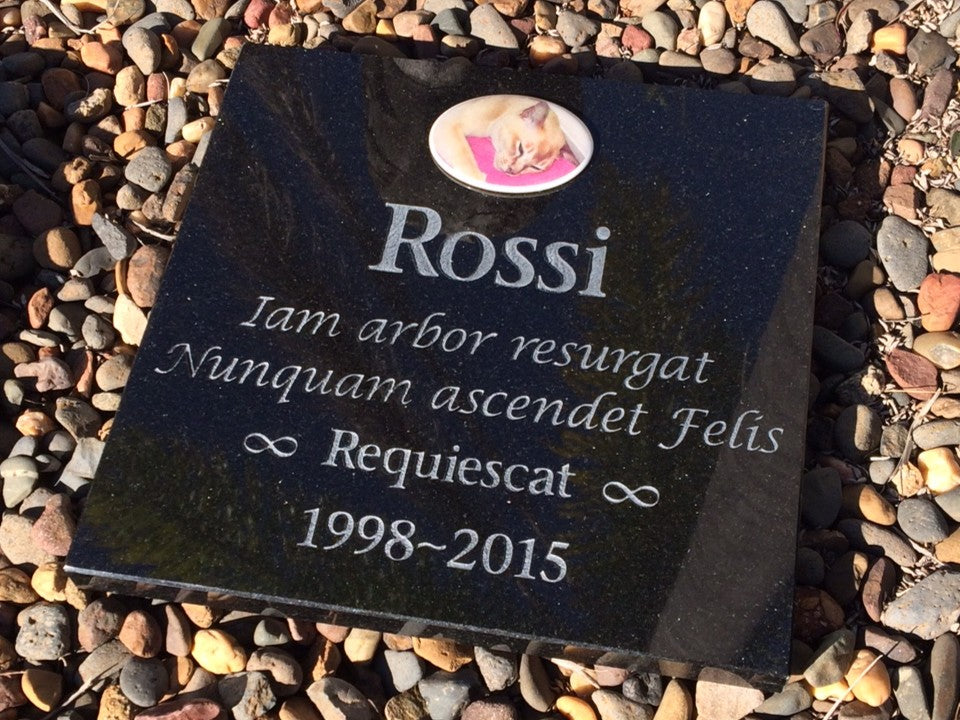 Rossi
Iam arbor resurgat
Nunquam ascendet Felis
∞ Requiescat ∞
1998~2015